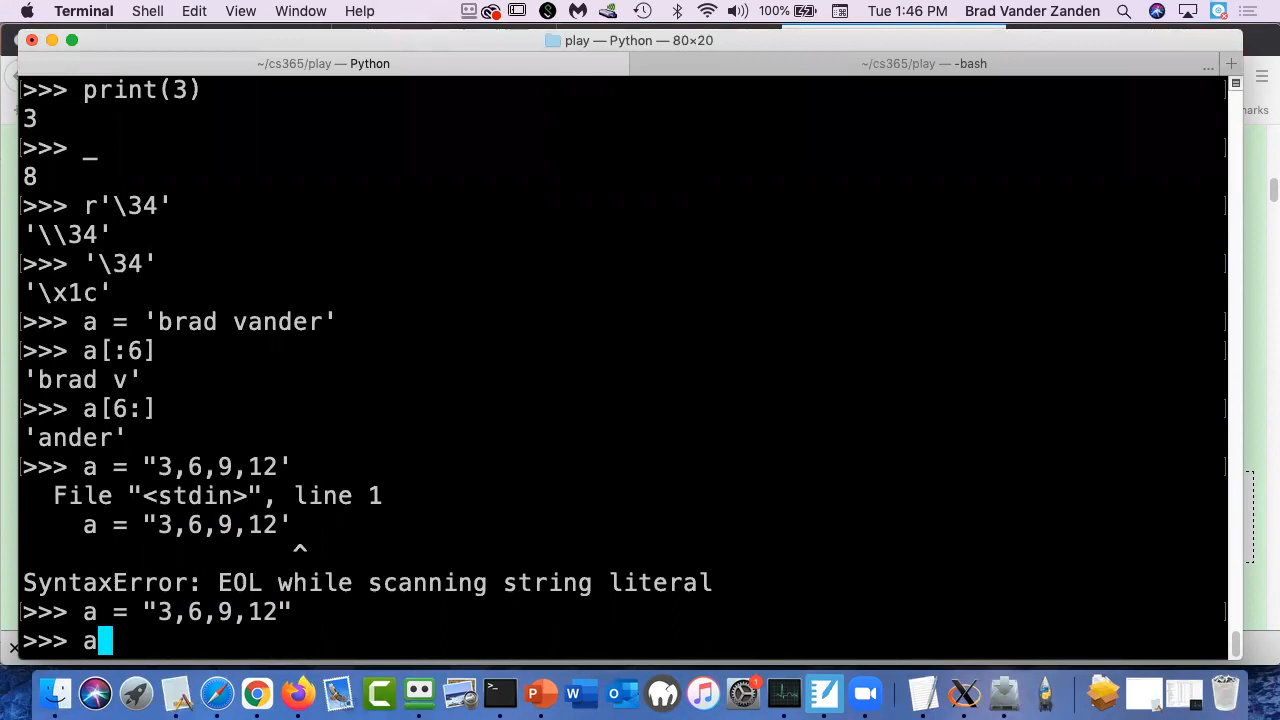 Terminal Shell Edit View Window Help 100% Tue 1:46 PM Brad Vander Zanden
play — Python — 80×20
~/cs365/play — Python ~/cs365/play — -bash ...
>>> print(3)
3
>>> _
8
>>> r'\34'
'\\34'
>>> '\34'
'\x1c'
>>> a = 'brad vander'
>>> a[:6]
'brad v'
>>> a[6:]
'ander'
>>> a = "3,6,9,12'
File "<stdin>", line 1
a = "3,6,9,12'
^
SyntaxError: EOL while scanning string literal
>>> a = "3,6,9,12"
>>> a